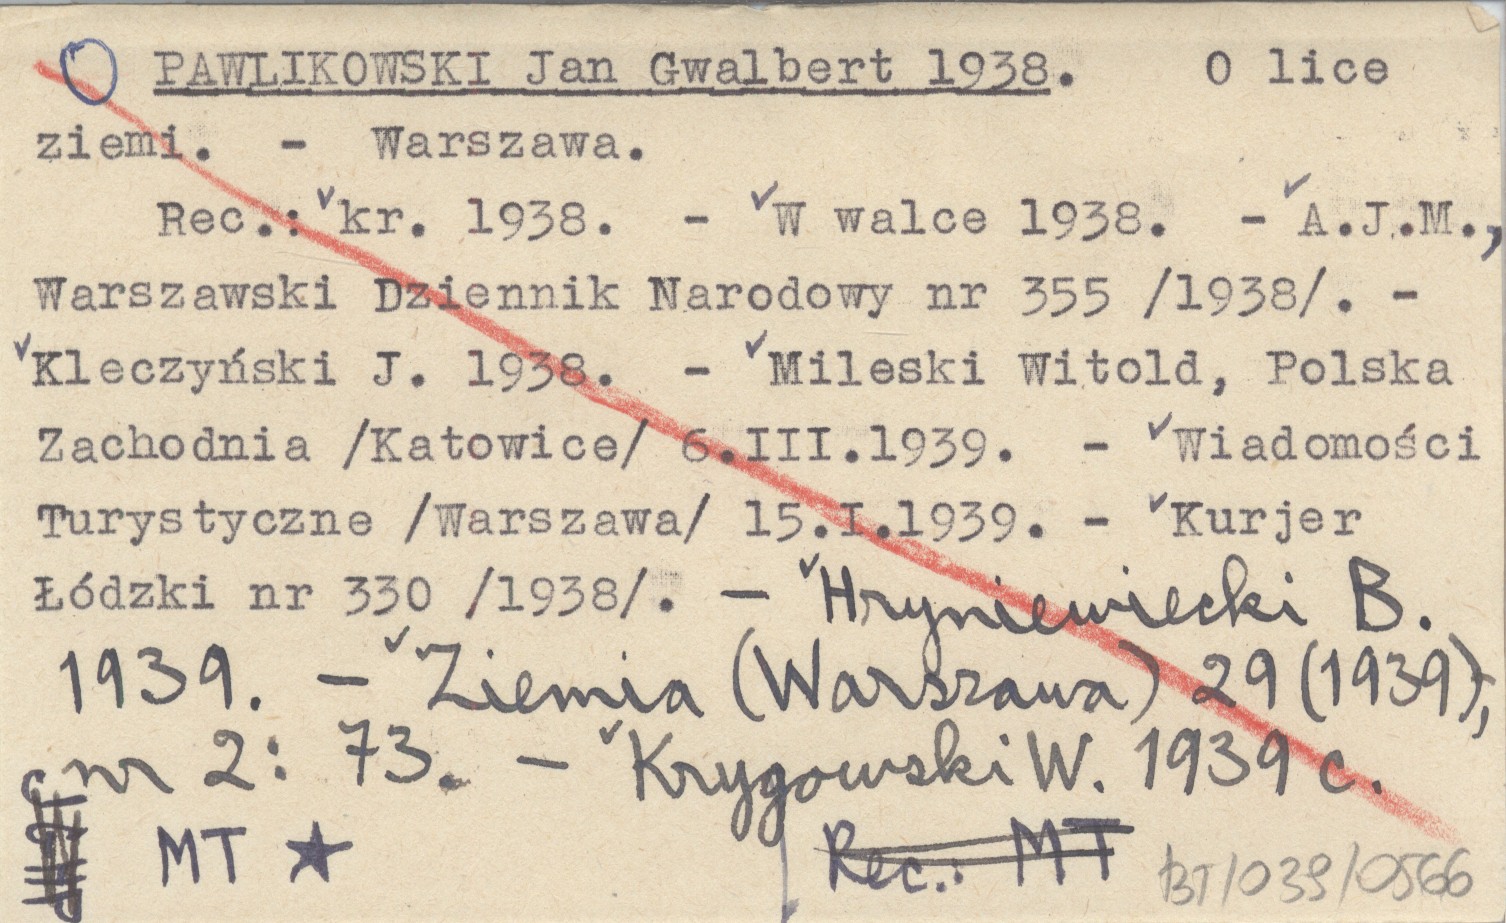 PAWLIKOWSKI Jan Gwalbert 1938. O lice
ziemi. - Warszawa.
Rec.: kr. 1938. - W walce 1938. - A.J.M.,
Warszawski Dziennik Narodowy nr 355 /1938/. -
Kleczyński J. 1938. - Mileski Witold, Polska
Zachodnia /Katowice/ 6.III.1939. - Wiadomości
Turystyczne /Warszawa/ 15.I.1939. - Kurjer
Łódzki nr 330 /1938/. - Hryniewiecki B.
1939. - Ziemia (Warszawa) 29 (1939),
nr 2: 73. - Krygowski W. 1939 c.
MT ★ Rec.: MT BT/039/0566